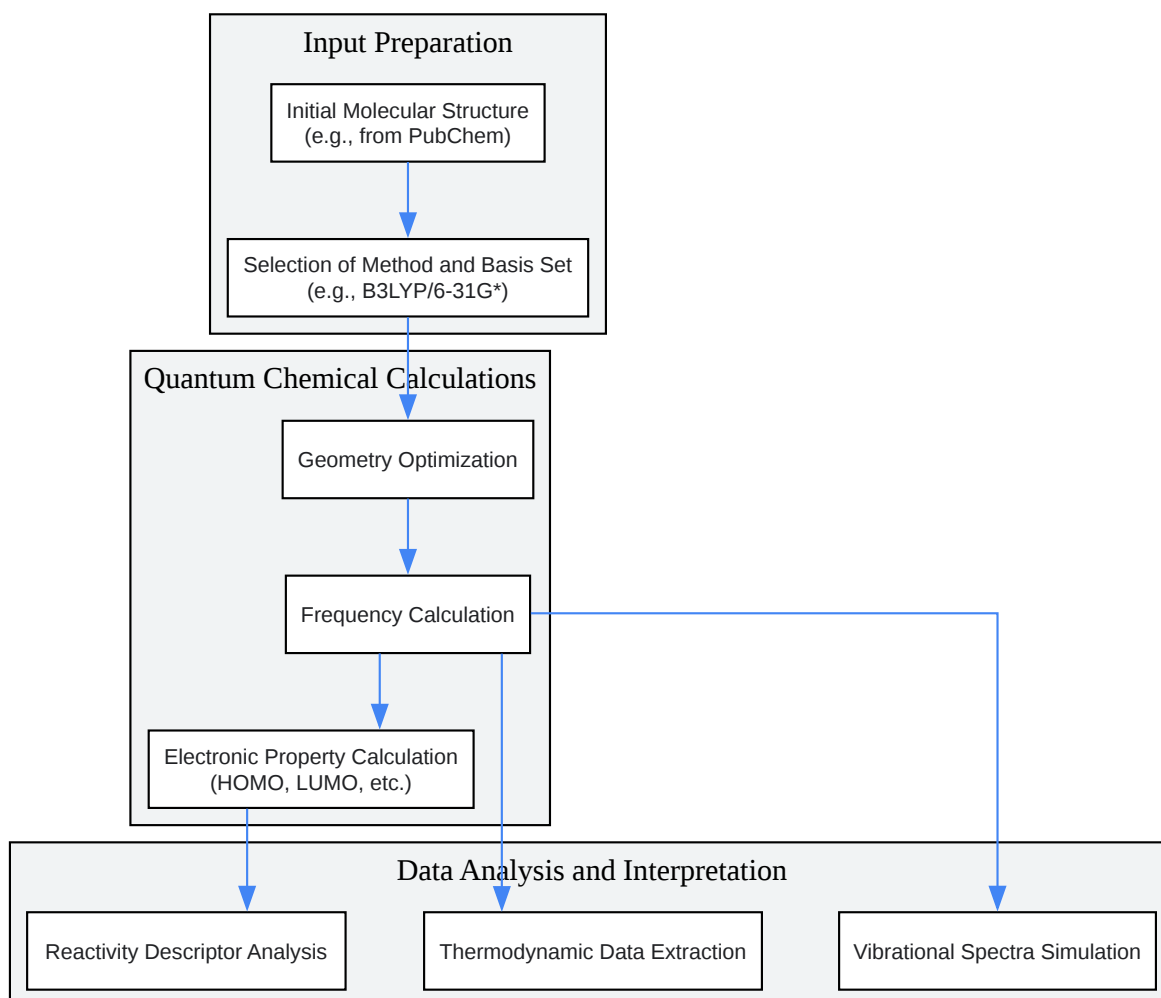 Input Preparation
Initial Molecular Structure
(e.g., from PubChem)
Selection of Method and Basis Set
(e.g., B3LYP/6-31G*)
Quantum Chemical Calculations
Geometry Optimization
Frequency Calculation
Electronic Property Calculation
(HOMO, LUMO, etc.)
Data Analysis and Interpretation
Reactivity Descriptor Analysis
Thermodynamic Data Extraction
Vibrational Spectra Simulation